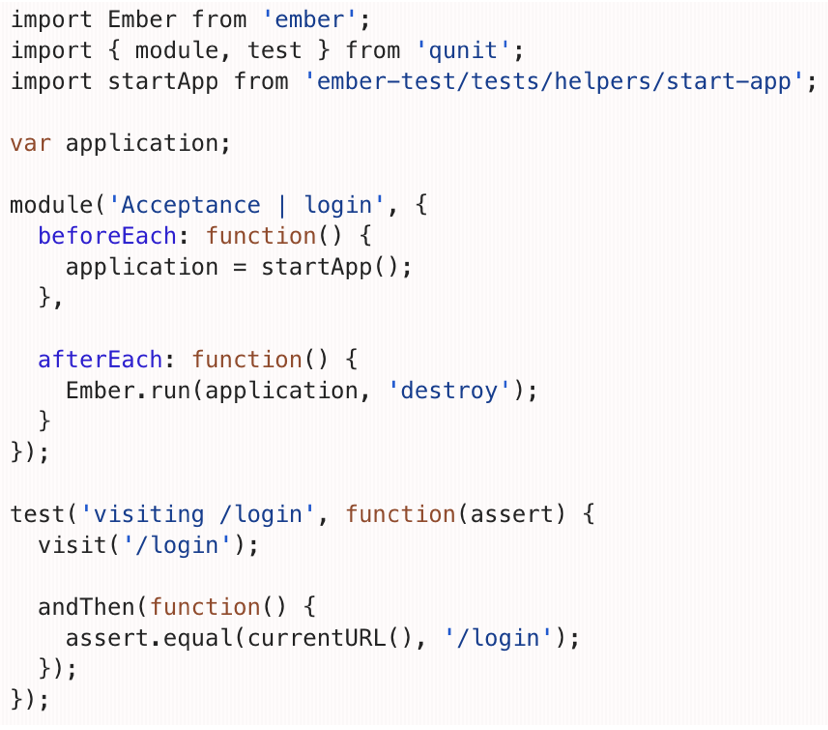 import Ember from 'ember';
import { module, test } from 'qunit';
import startApp from 'ember-test/tests/helpers/start-app';

var application;

module('Acceptance | login', {
  beforeEach: function() {
    application = startApp();
  },

  afterEach: function() {
    Ember.run(application, 'destroy');
  }
});

test('visiting /login', function(assert) {
  visit('/login');

  andThen(function() {
    assert.equal(currentURL(), '/login');
  });
});